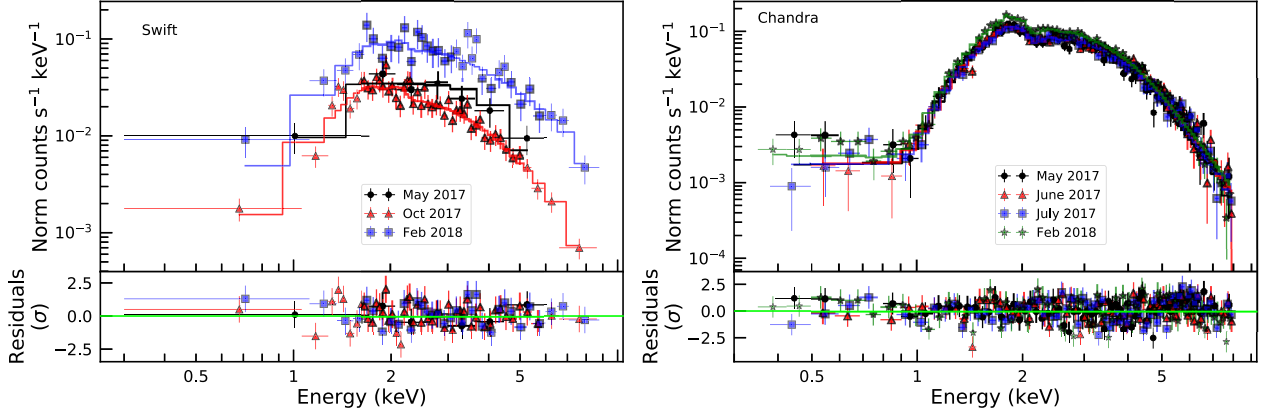 Swift
Norm counts s⁻¹ keV⁻¹
10⁻¹
10⁻²
10⁻³
May 2017
Oct 2017
Feb 2018
Residuals
(σ)
2.5
0.0
−2.5
0.5
1
2
5
Energy (keV)
Chandra
Norm counts s⁻¹ keV⁻¹
10⁻¹
10⁻²
10⁻³
10⁻⁴
May 2017
June 2017
July 2017
Feb 2018
Residuals
(σ)
2.5
0.0
−2.5
0.5
1
2
5
Energy (keV)